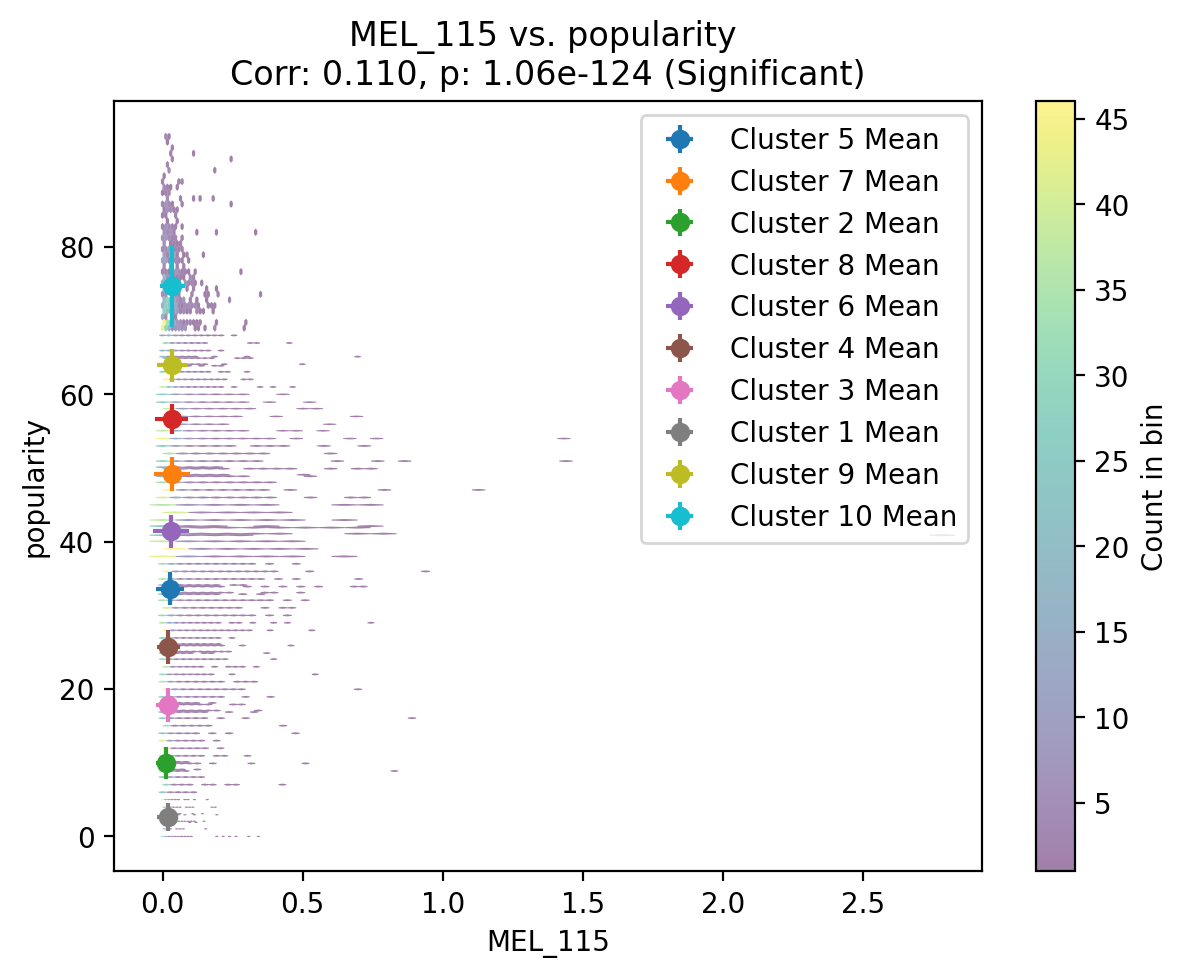 MEL_115 vs. popularity
Corr: 0.110, p: 1.06e-124 (Significant)
Cluster 5 Mean
Cluster 7 Mean
Cluster 2 Mean
Cluster 8 Mean
Cluster 6 Mean
Cluster 4 Mean
Cluster 3 Mean
Cluster 1 Mean
Cluster 9 Mean
Cluster 10 Mean
popularity
80
60
40
20
0
0.0
0.5
1.0
1.5
2.0
2.5
MEL_115
45
40
35
30
25
20
15
10
5
Count in bin